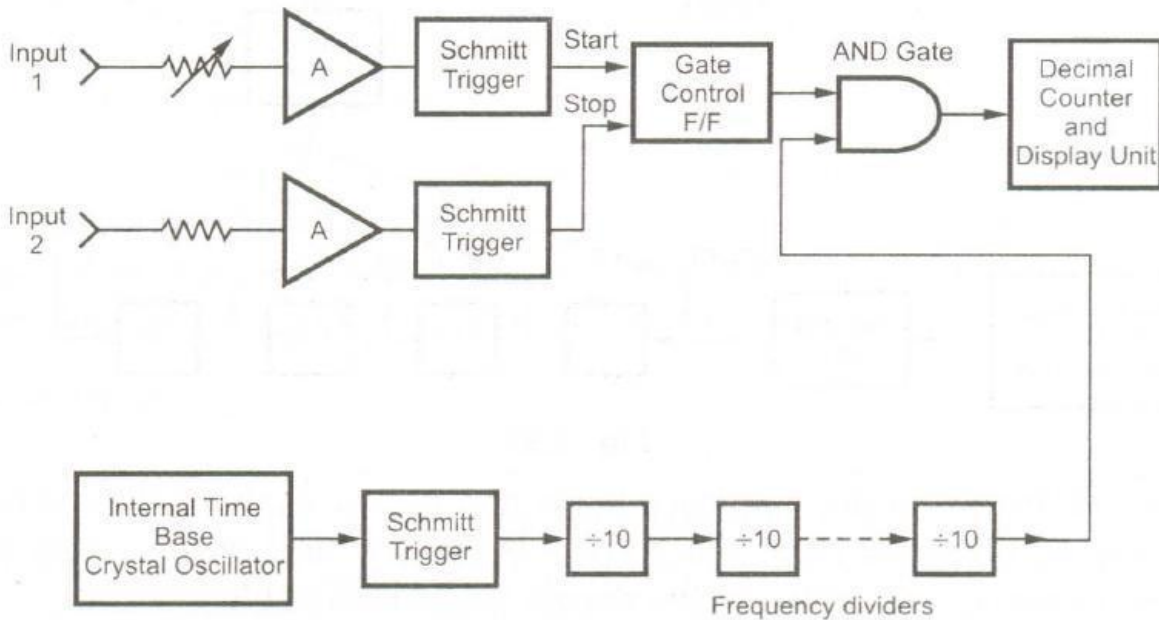 Input
1
A
Schmitt
Trigger
Start
Stop
Gate
Control
F/F
AND Gate
Decimal
Counter
and
Display Unit
Input
2
A
Schmitt
Trigger
Internal Time
Base
Crystal Oscillator
Schmitt
Trigger
÷10
÷10
÷10
Frequency dividers